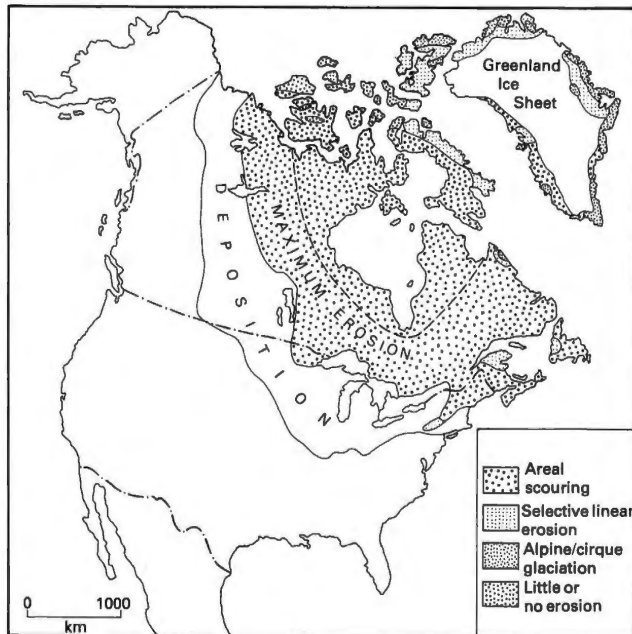 Greenland
Ice
Sheet
DEPOSITION
MAXIMUM EROSION
Areal
scouring
Selective linear
erosion
Alpine/cirque
glaciation
Little or
no erosion
0 1000
km